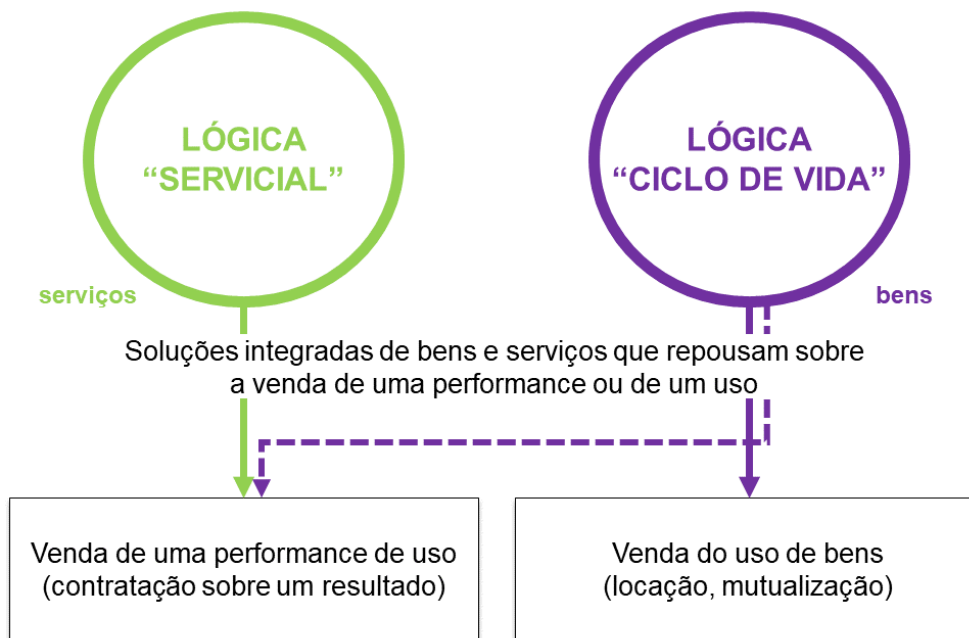 LÓGICA
“SERVICIAL”
LÓGICA
“CICLO DE VIDA”
serviços
bens
Soluções integradas de bens e serviços que repousam sobre
a venda de uma performance ou de um uso
Venda de uma performance de uso
(contratação sobre um resultado)
Venda do uso de bens
(locação, mutualização)